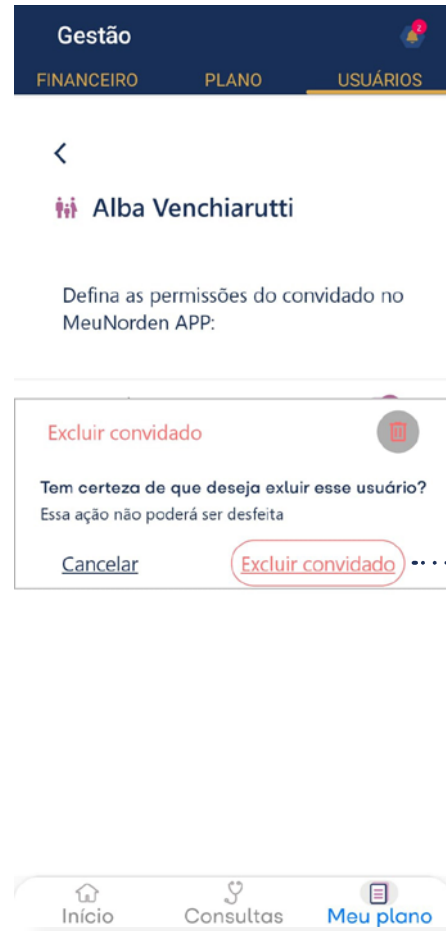 Gestão
2
FINANCEIRO PLANO USUÁRIOS
Alba Venchiarutti
Defina as permissões do convidado no
MeuNorden APP:
Excluir convidado
Tem certeza de que deseja exluir esse usuário?
Essa ação não poderá ser desfeita
Cancelar Excluir convidado
Início Consultas Meu plano